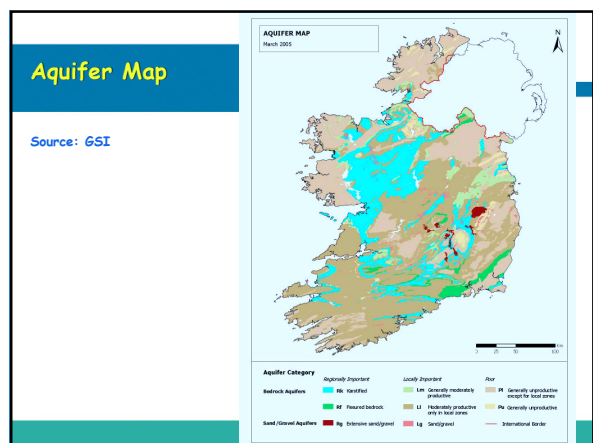 Aquifer Map
Source: GSI
AQUIFER MAP
March 2005
N
Km
0 25 50 100
Aquifer Category
Regionally Important Locally Important Poor
Bedrock Aquifers Rk Karstified Lm Generally moderately productive Pl Generally unproductive except for local zones
Rf Fissured bedrock Ll Moderately productive only in local zones Pu Generally unproductive
Sand/Gravel Aquifers Rg Extensive sand/gravel Lg Sand/gravel International Border